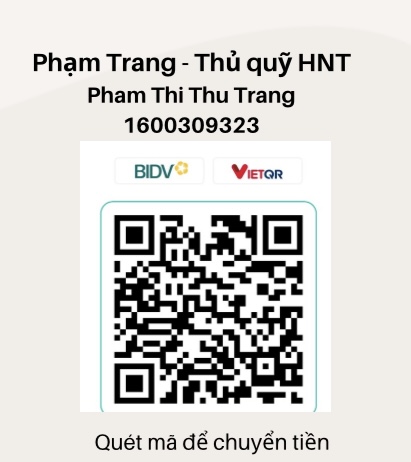 Phạm Trang - Thủ quỹ HNT
Pham Thi Thu Trang
1600309323
BIDV VIETQR
Quét mã để chuyển tiền